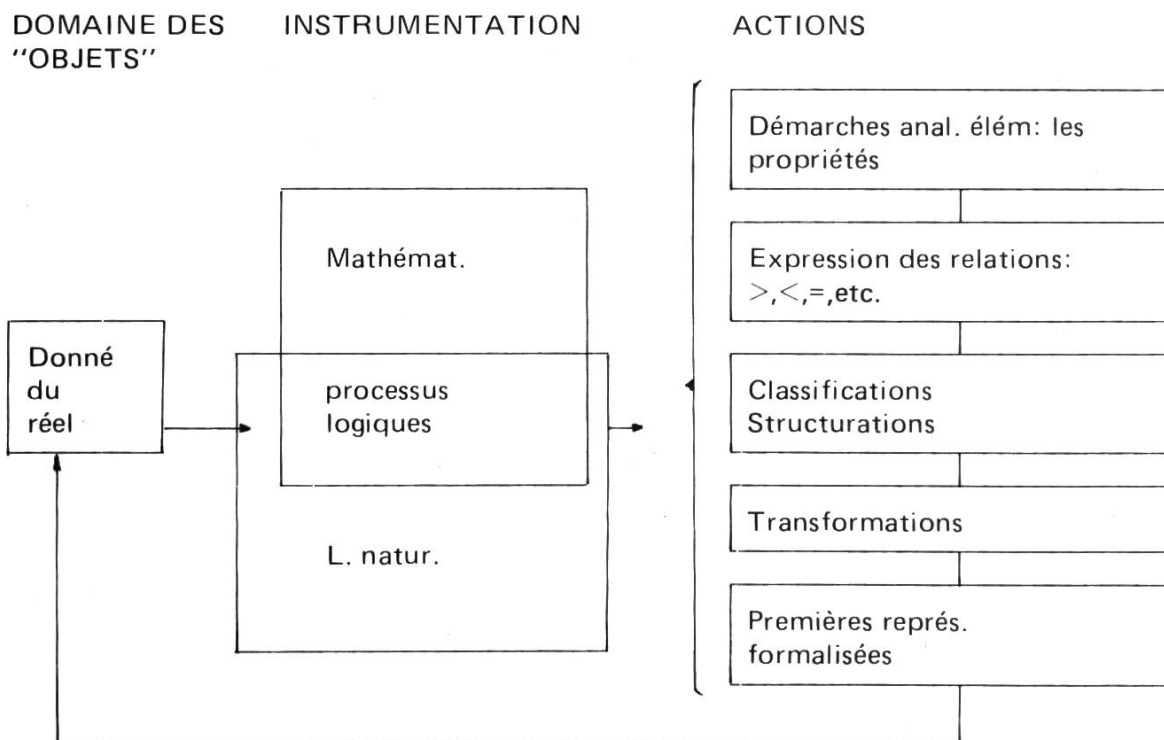 DOMAINE DES
"OBJETS"
INSTRUMENTATION
ACTIONS
Donné
du
réel
Mathémat.
processus
logiques
L. natur.
Démarches anal. élém: les
propriétés
Expression des relations:
>,<,=,etc.
Classifications
Structurations
Transformations
Premières représ.
formalisées